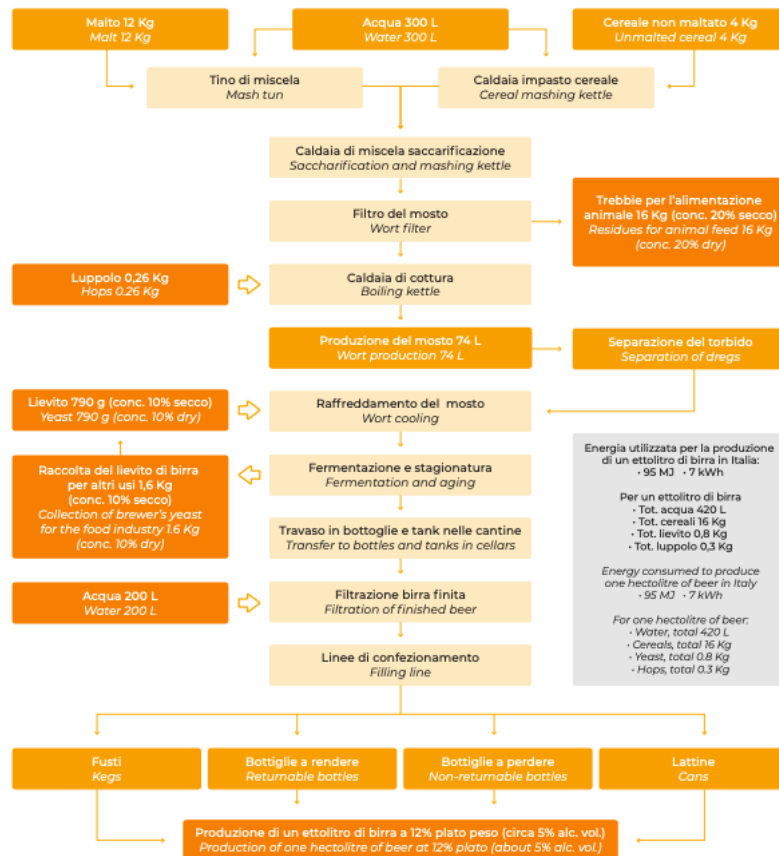 Malto 12 Kg
Malt 12 Kg
Acqua 300 L
Water 300 L
Cereale non maltato 4 Kg
Unmalted cereal 4 Kg
Tino di miscela
Mash tun
Caldaia impasto cereale
Cereal mashing kettle
Caldaia di miscela saccarificazione
Saccharification and mashing kettle
Filtro del mosto
Wort filter
Trebbie per l'alimentazione
animale 16 Kg (conc. 20% secco)
Residues for animal feed 16 Kg
(conc. 20% dry)
Luppolo 0,26 Kg
Hops 0.26 Kg
Caldaia di cottura
Boiling kettle
Produzione del mosto 74 L
Wort production 74 L
Separazione del torbido
Separation of dregs
Lievito 790 g (conc. 10% secco)
Yeast 790 g (conc. 10% dry)
Raffreddamento del mosto
Wort cooling
Raccolta del lievito di birra
per altri usi 1,6 Kg
(conc. 10% secco)
Collection of brewer's yeast
for the food industry 1.6 Kg
(conc. 10% dry)
Fermentazione e stagionatura
Fermentation and aging
Travaso in bottoglie e tank nelle cantine
Transfer to bottles and tanks in cellars
Acqua 200 L
Water 200 L
Filtrazione birra finita
Filtration of finished beer
Linee di confezionamento
Filling line
Energia utilizzata per la produzione
di un ettolitro di birra in Italia:
• 95 MJ • 7 kWh
Per un ettolitro di birra
• Tot. acqua 420 L
• Tot. cereali 16 Kg
• Tot. lievito 0,8 Kg
• Tot. luppolo 0,3 Kg
Energy consumed to produce
one hectolitre of beer in Italy
• 95 MJ • 7 kWh
For one hectolitre of beer:
• Water, total 420 L
• Cereals, total 16 Kg
• Yeast, total 0.8 Kg
• Hops, total 0.3 Kg
Fusti
Kegs
Bottiglie a rendere
Returnable bottles
Bottiglie a perdere
Non-returnable bottles
Lattine
Cans
Produzione di un ettolitro di birra a 12% plato peso (circa 5% alc. vol.)
Production of one hectolitre of beer at 12% plato (about 5% alc. vol.)